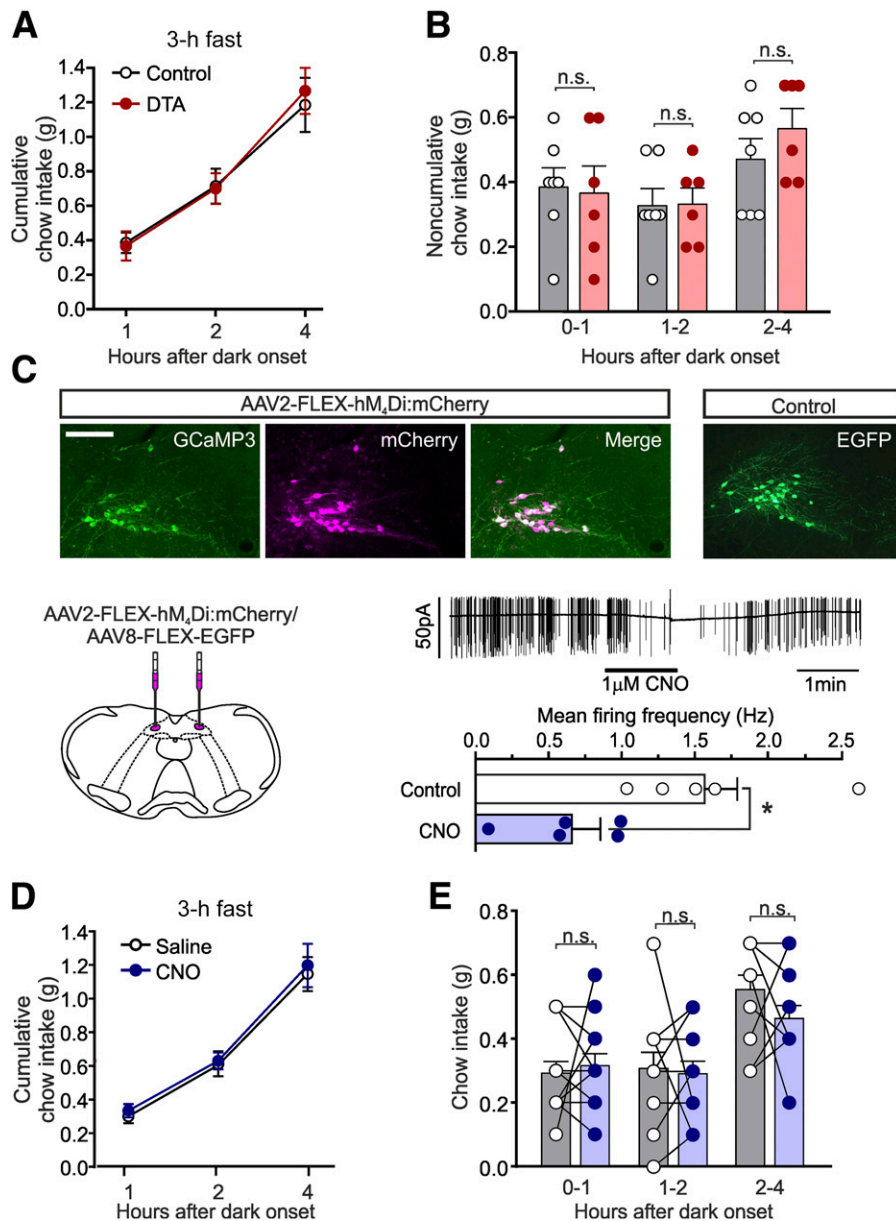 A
3-h fast
Control
DTA
Cumulative
chow intake (g)
1.4
1.2
1.0
0.8
0.6
0.4
0.2
0.0
1 2 4
Hours after dark onset
B
n.s.
n.s.
n.s.
Noncumulative
chow intake (g)
0.8
0.6
0.4
0.2
0.0
0-1 1-2 2-4
Hours after dark onset
C
AAV2-FLEX-hM₄Di:mCherry
Control
GCaMP3
mCherry
Merge
EGFP
AAV2-FLEX-hM₄Di:mCherry/
AAV8-FLEX-EGFP
50pA
1μM CNO
1min
Mean firing frequency (Hz)
0.0 0.5 1.0 1.5 2.0 2.5
Control
CNO
*
D
3-h fast
Saline
CNO
Cumulative
chow intake (g)
1.4
1.2
1.0
0.8
0.6
0.4
0.2
0.0
1 2 4
Hours after dark onset
E
n.s.
n.s.
n.s.
Chow intake (g)
0.8
0.6
0.4
0.2
0.0
0-1 1-2 2-4
Hours after dark onset